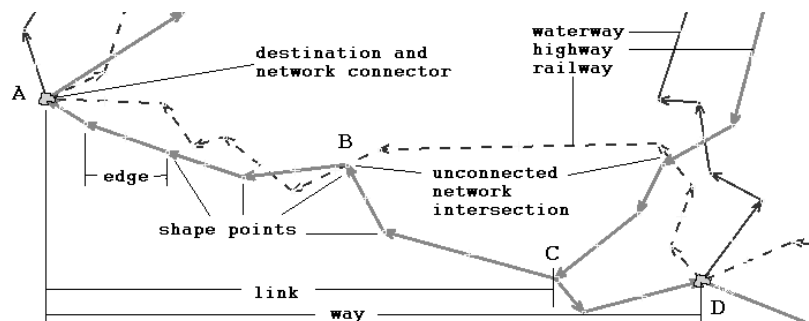 waterway
highway
railway
destination and
network connector
A
B
edge
unconnected
network
intersection
shape points
C
link
D
way